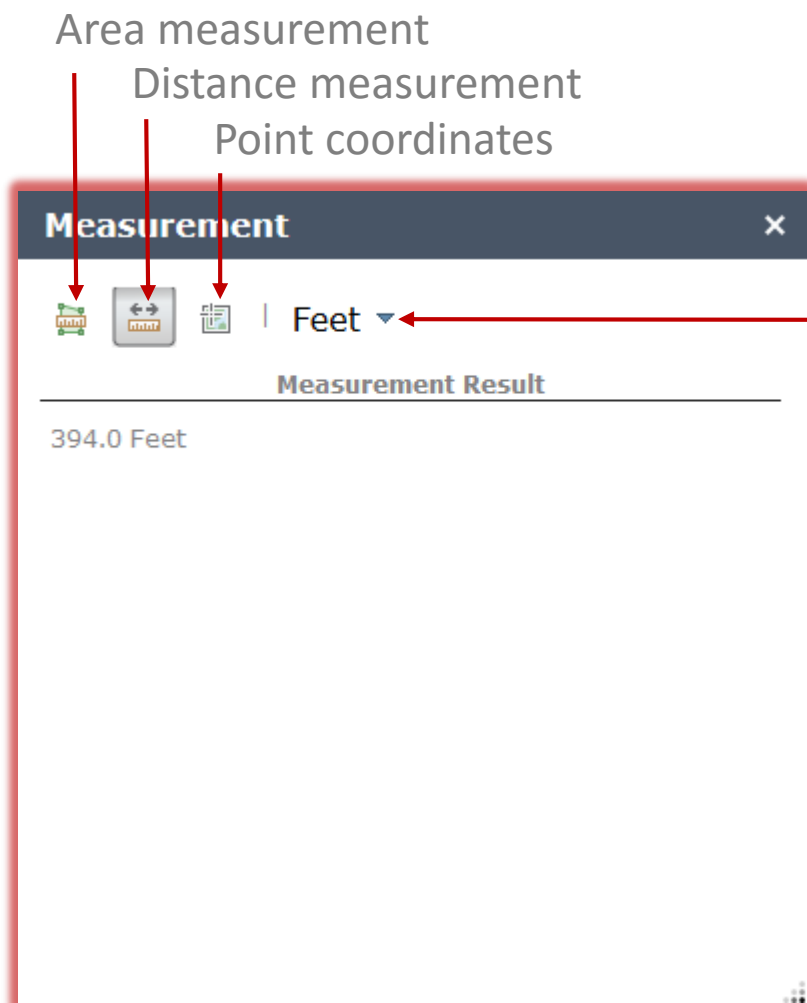 Area measurement
Distance measurement
Point coordinates
Measurement
Feet
Measurement Result
394.0 Feet